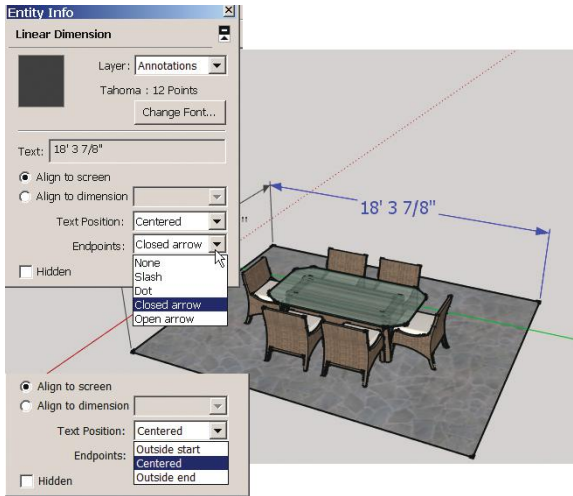 Entity Info
Linear Dimension
Layer: Annotations
Tahoma : 12 Points
Change Font...
Text: 18' 3 7/8"
Align to screen
Align to dimension
Text Position: Centered
Endpoints: Closed arrow
None
Slash
Dot
Closed arrow
Open arrow
Hidden
"
18' 3 7/8"
Align to screen
Align to dimension
Text Position: Centered
Endpoints:
Outside start
Centered
Outside end
Hidden